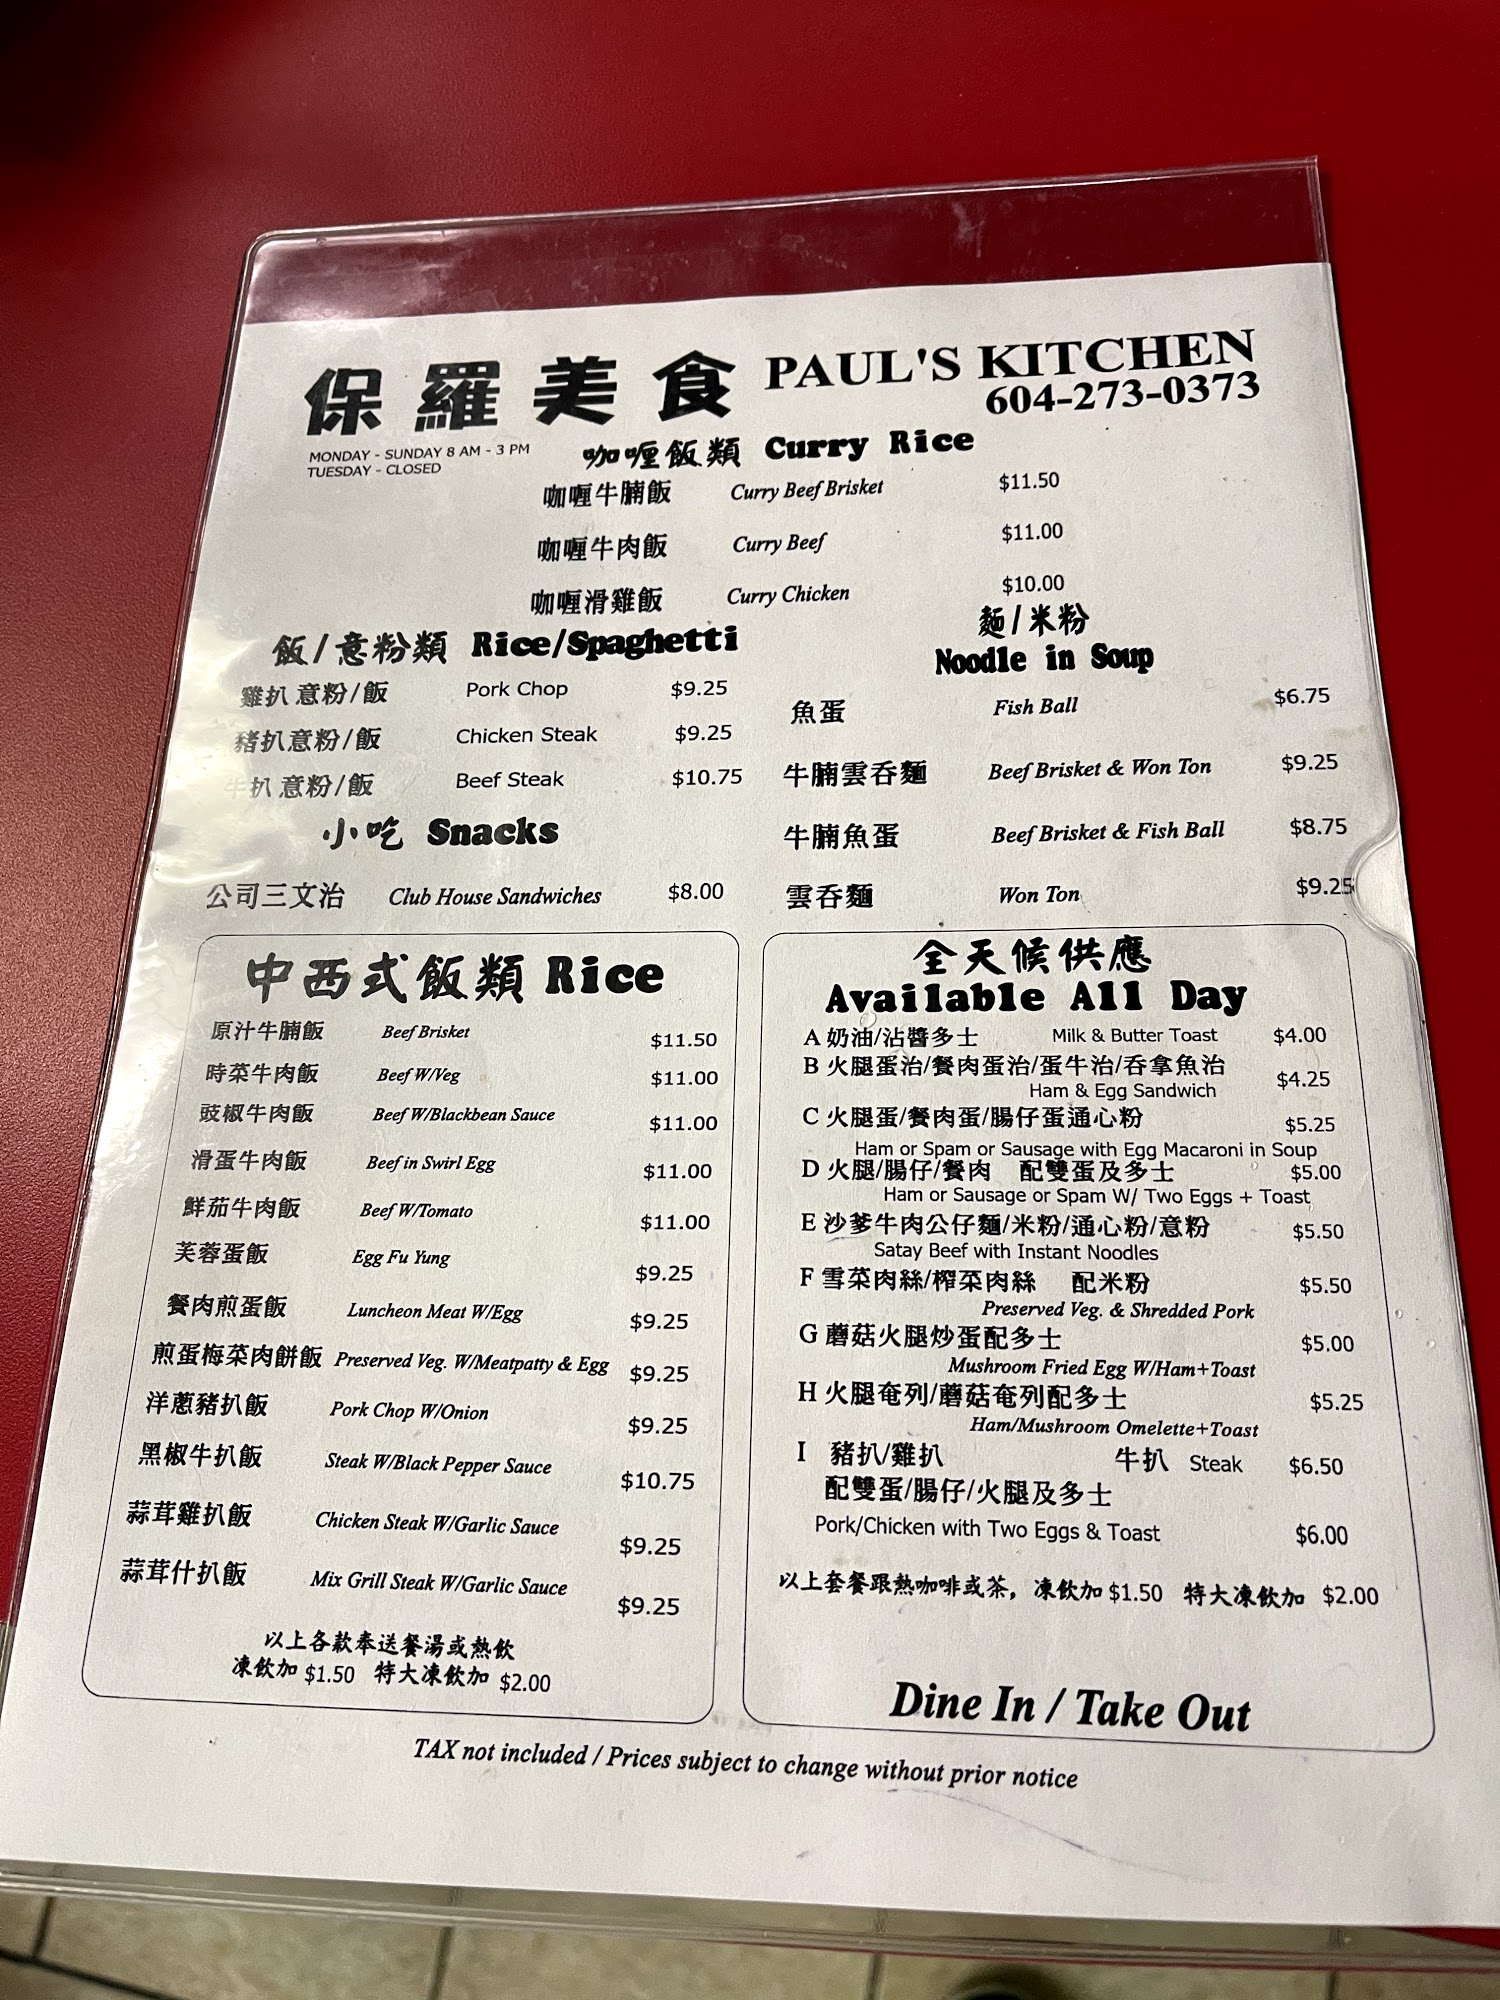 保羅美食 PAUL'S KITCHEN
604-273-0373
MONDAY - SUNDAY 8 AM - 3 PM
TUESDAY - CLOSED
咖喱飯類 Curry Rice
咖喱牛腩飯 Curry Beef Brisket $11.50
咖喱牛肉飯 Curry Beef $11.00
咖喱滑雞飯 Curry Chicken $10.00
飯/意粉類 Rice/Spaghetti
雞扒 意粉/飯 Pork Chop $9.25
豬扒意粉/飯 Chicken Steak $9.25
牛扒 意粉/飯 Beef Steak $10.75
小吃 Snacks
公司三文治 Club House Sandwiches $8.00
麵/米粉
Noodle in Soup
魚蛋 Fish Ball $6.75
牛腩雲吞麵 Beef Brisket & Won Ton $9.25
牛腩魚蛋 Beef Brisket & Fish Ball $8.75
雲吞麵 Won Ton $9.25
中西式飯類 Rice
原汁牛腩飯 Beef Brisket $11.50
時菜牛肉飯 Beef W/Veg $11.00
豉椒牛肉飯 Beef W/Blackbean Sauce $11.00
滑蛋牛肉飯 Beef in Swirl Egg $11.00
鮮茄牛肉飯 Beef W/Tomato $11.00
芙蓉蛋飯 Egg Fu Yung $9.25
餐肉煎蛋飯 Luncheon Meat W/Egg $9.25
煎蛋梅菜肉餅飯 Preserved Veg. W/Meatpatty & Egg $9.25
洋蔥豬扒飯 Pork Chop W/Onion $9.25
黑椒牛扒飯 Steak W/Black Pepper Sauce $10.75
蒜茸雞扒飯 Chicken Steak W/Garlic Sauce $9.25
蒜茸什扒飯 Mix Grill Steak W/Garlic Sauce $9.25
以上各款奉送餐湯或熱飲
凍飲加 $1.50 特大凍飲加 $2.00
全天候供應
Available All Day
A 奶油/沾醬多士 Milk & Butter Toast $4.00
B 火腿蛋治/餐肉蛋治/蛋牛治/吞拿魚治
Ham & Egg Sandwich $4.25
C 火腿蛋/餐肉蛋/腸仔蛋通心粉 $5.25
Ham or Spam or Sausage with Egg Macaroni in Soup
D 火腿/腸仔/餐肉 配雙蛋及多士 $5.00
Ham or Sausage or Spam W/ Two Eggs + Toast
E 沙爹牛肉公仔麵/米粉/通心粉/意粉 $5.50
Satay Beef with Instant Noodles
F 雪菜肉絲/榨菜肉絲 配米粉 $5.50
Preserved Veg. & Shredded Pork
G 蘑菇火腿炒蛋配多士 $5.00
Mushroom Fried Egg W/Ham+Toast
H 火腿奄列/蘑菇奄列配多士 $5.25
Ham/Mushroom Omelette+Toast
I 豬扒/雞扒 牛扒 Steak $6.50
配雙蛋/腸仔/火腿及多士
Pork/Chicken with Two Eggs & Toast $6.00
以上套餐跟熱咖啡或茶，凍飲加 $1.50 特大凍飲加 $2.00
Dine In / Take Out
TAX not included / Prices subject to change without prior notice